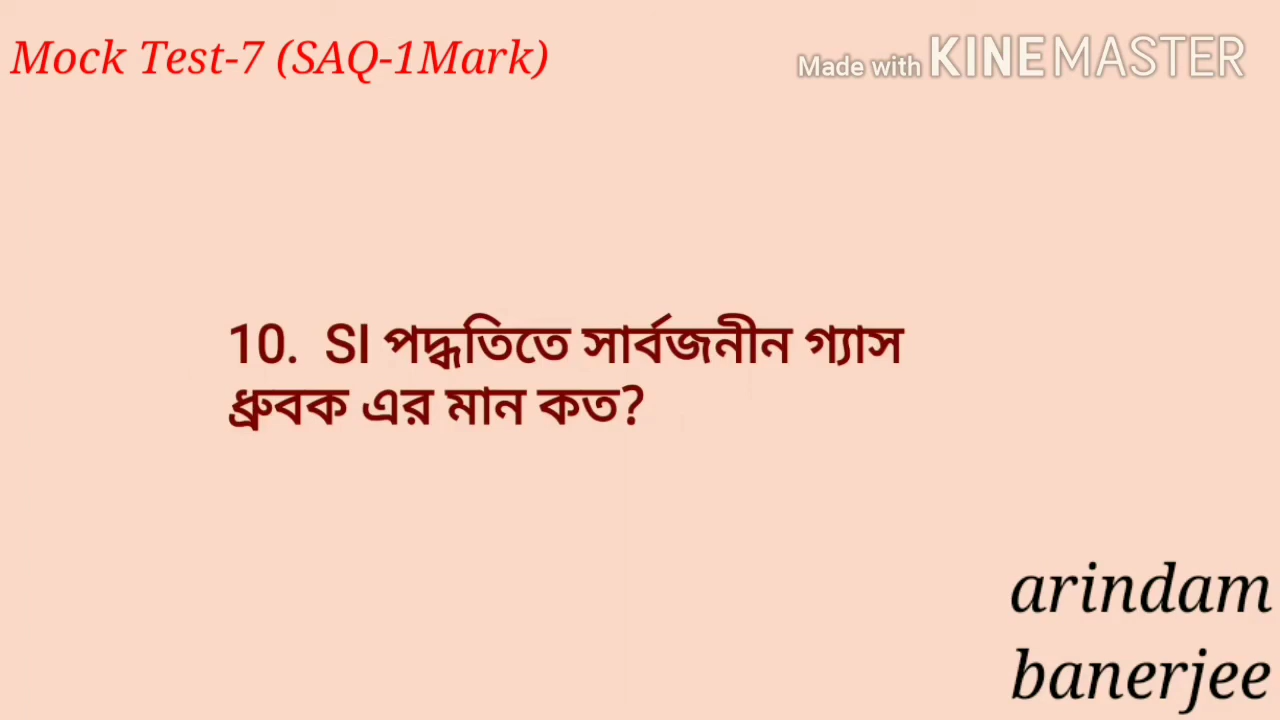 Mock Test-7 (SAQ-1Mark)
Made with KINEMASTER
10. SI পদ্ধতিতে সার্বজনীন গ্যাস
ধ্রুবক এর মান কত?
arindam
banerjee